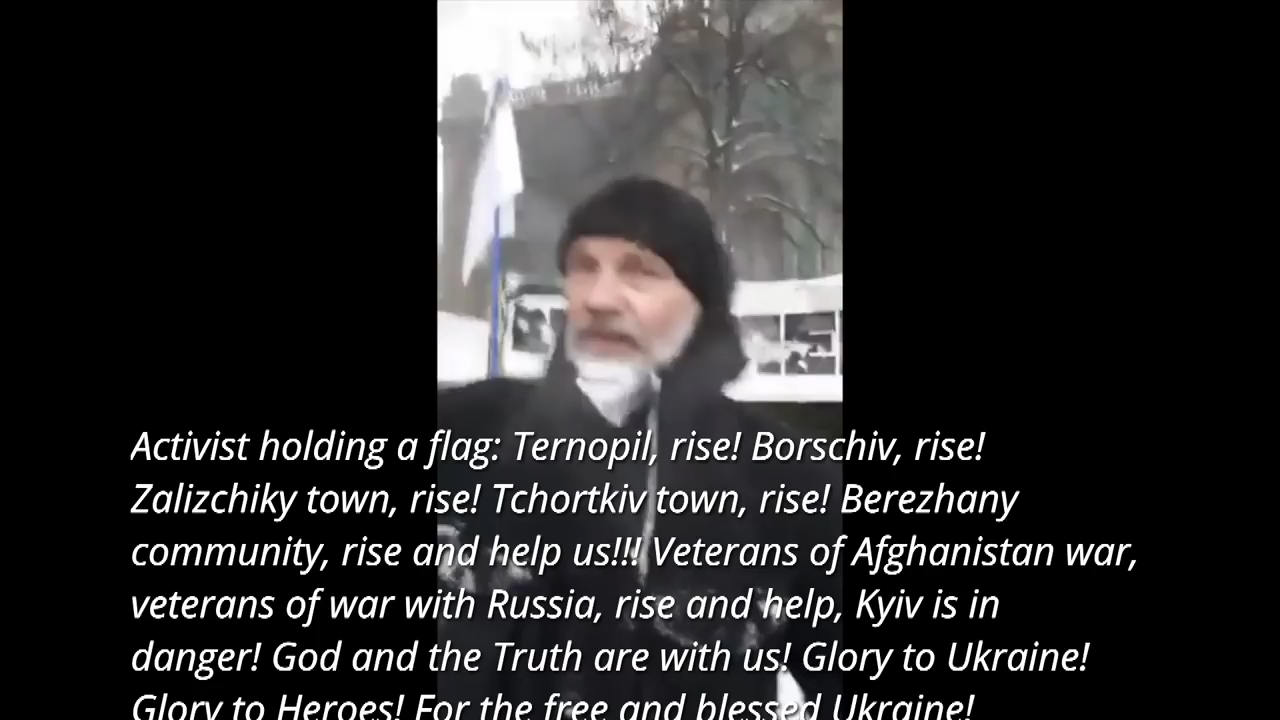 Activist holding a flag: Ternopil, rise! Borschiv, rise!
Zalizchiky town, rise! Tchortkiv town, rise! Berezhany
community, rise and help us!!! Veterans of Afghanistan war,
veterans of war with Russia, rise and help, Kyiv is in
danger! God and the Truth are with us! Glory to Ukraine!
Glory to Heroes! For the free and blessed Ukraine!